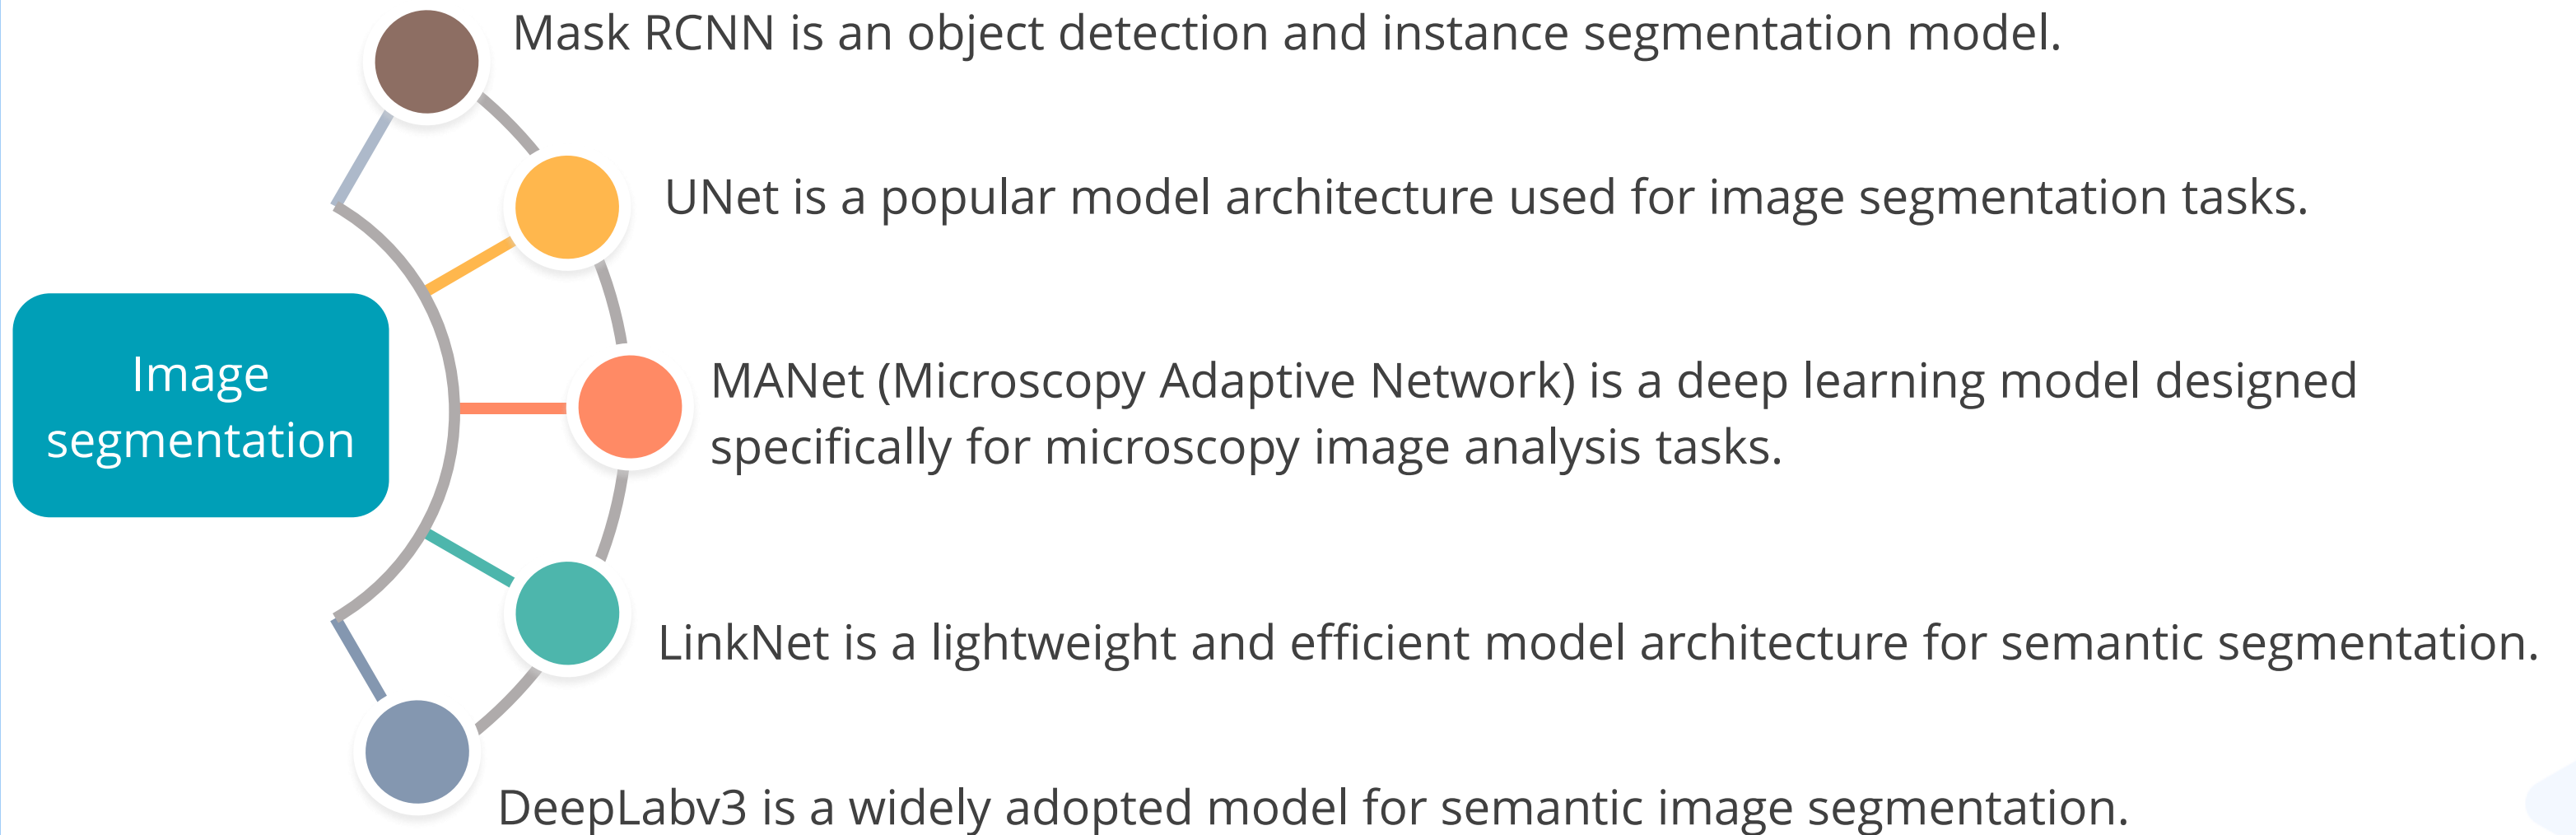 Mask RCNN is an object detection and instance segmentation model.
UNet is a popular model architecture used for image segmentation tasks.
Image
segmentation
MANet (Microscopy Adaptive Network) is a deep learning model designed
specifically for microscopy image analysis tasks.
LinkNet is a lightweight and efficient model architecture for semantic segmentation.
DeepLabv3 is a widely adopted model for semantic image segmentation.